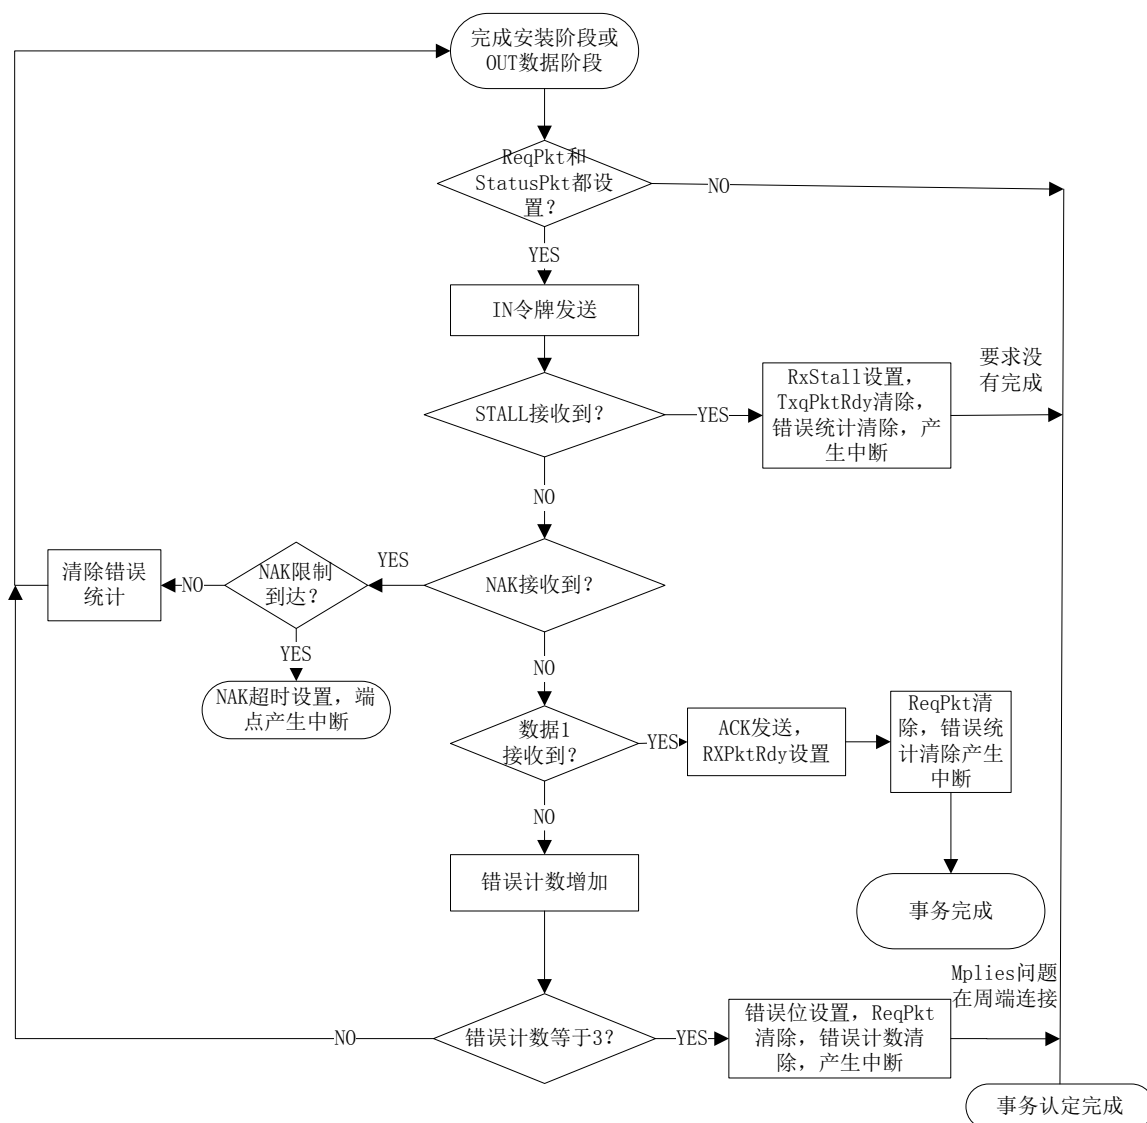 完成安装阶段或
OUT数据阶段
ReqPkt和
StatusPkt都设
置？
NO
YES
IN令牌发送
STALL接收到？
YES
RxStall设置，
TxqPktRdy清除，
错误统计清除，产
生中断
要求没
有完成
NO
清除错误
统计
NO
NAK限制
到达？
YES
NAK接收到？
YES
NAK超时设置，端
点产生中断
NO
数据1
接收到？
YES
ACK发送，
RXPktRdy设置
ReqPkt清
除，错误统
计清除产生
中断
NO
错误计数增加
事务完成
Mplies问题
在周端连接
NO
错误计数等于3？
YES
错误位设置，ReqPkt
清除，错误计数清
除，产生中断
事务认定完成